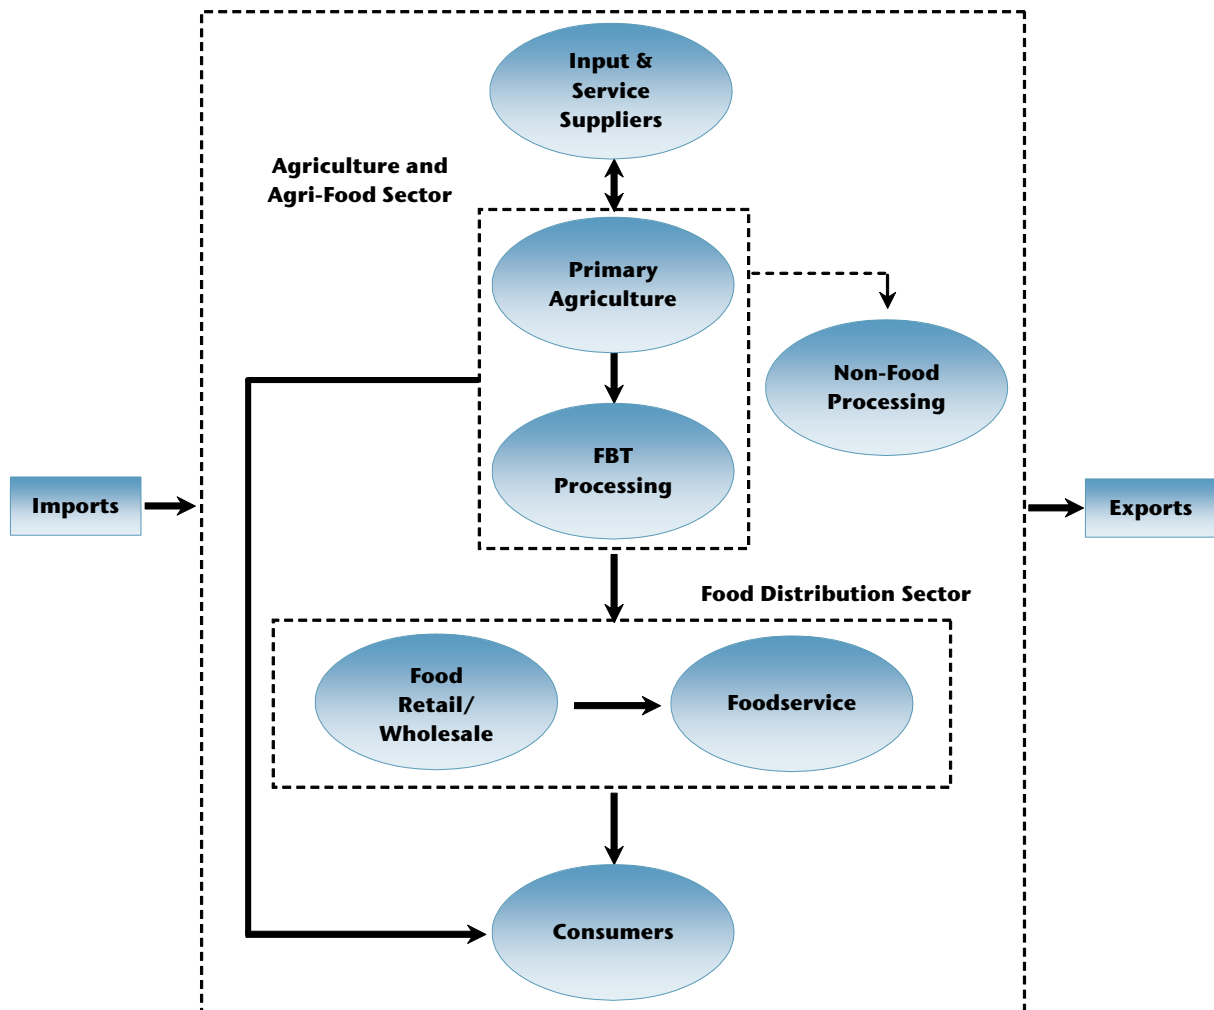 Input &
Service
Suppliers
Agriculture and
Agri-Food Sector
Primary
Agriculture
Non-Food
Processing
FBT
Processing
Imports
Exports
Food Distribution Sector
Food
Retail/
Wholesale
Foodservice
Consumers